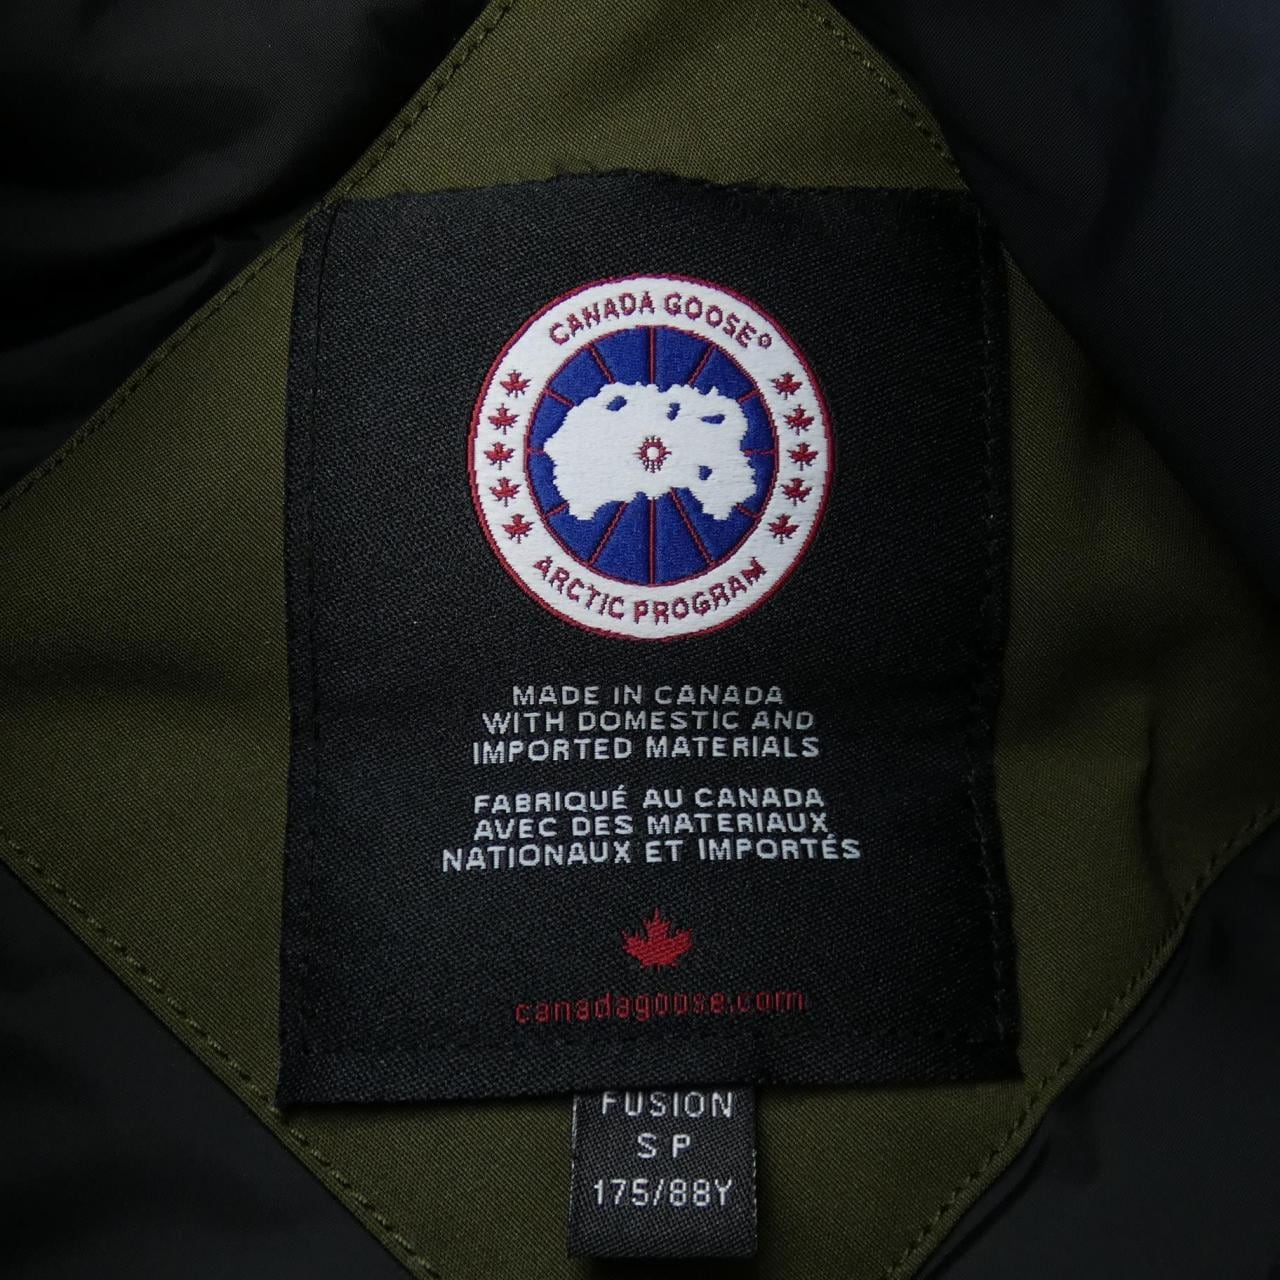 CANADA GOOSE®
ARCTIC PROGRAM
MADE IN CANADA
WITH DOMESTIC AND
IMPORTED MATERIALS
FABRIQUÉ AU CANADA
AVEC DES MATERIAUX
NATIONAUX ET IMPORTÉS
canadagoose.com
FUSION
S P
175/88Y